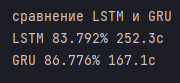 сравнение LSTM и GRU
LSTM 83.792% 252.3с
GRU 86.776% 167.1с